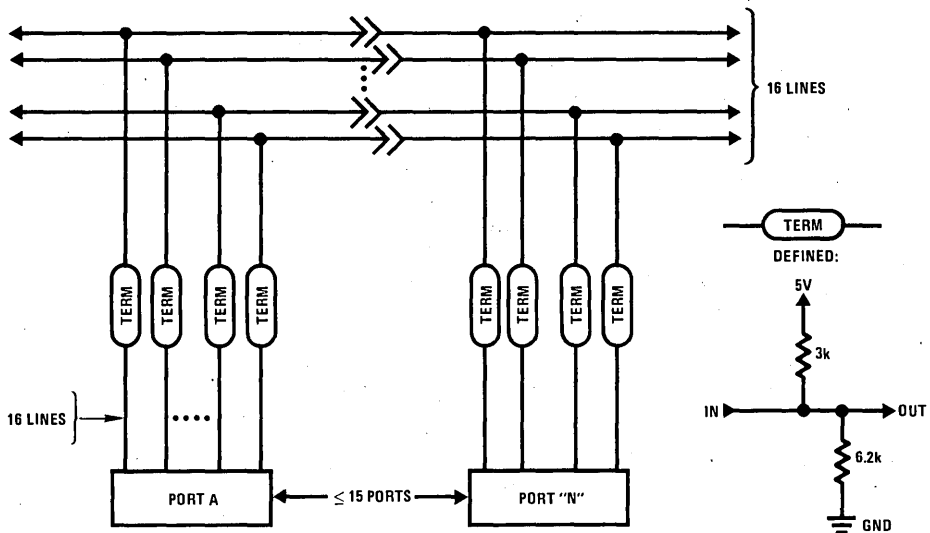 16 LINES
TERM
DEFINED:
5V
3k
IN
OUT
6.2k
GND
TERM TERM TERM TERM
TERM TERM TERM TERM
16 LINES
PORT A
≤ 15 PORTS
PORT "N"